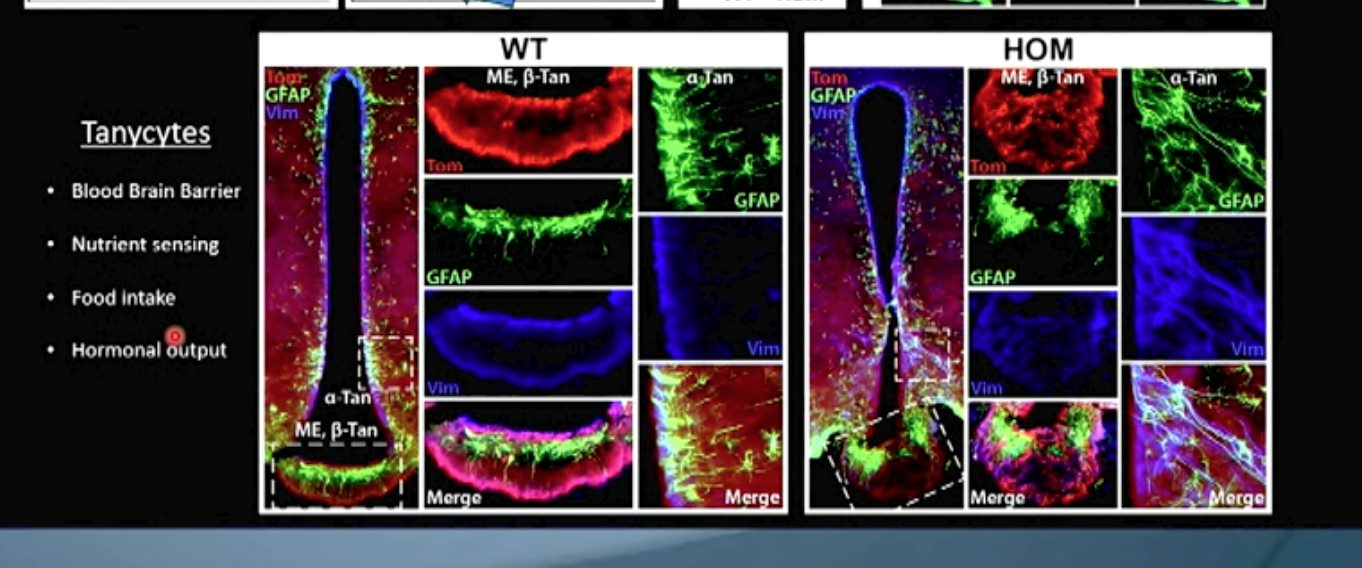 Tanycytes
• Blood Brain Barrier
• Nutrient sensing
• Food intake
• Hormonal output
WT
Tom
GFAP
Vim
α-Tan
ME, β-Tan
ME, β-Tan
Tom
GFAP
Vim
Merge
α-Tan
GFAP
Vim
Merge
HOM
Tom
GFAP
Vim
ME, β-Tan
Tom
GFAP
Vim
Merge
α-Tan
GFAP
Vim
Merge